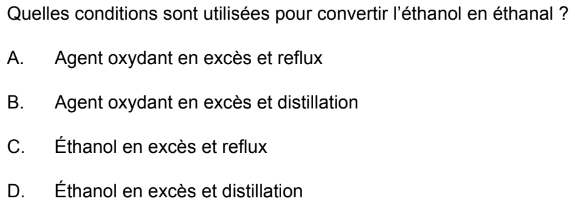 Quelles conditions sont utilisées pour convertir l'éthanol en éthanal ?
A. Agent oxydant en excès et reflux
B. Agent oxydant en excès et distillation
C. Éthanol en excès et reflux
D. Éthanol en excès et distillation